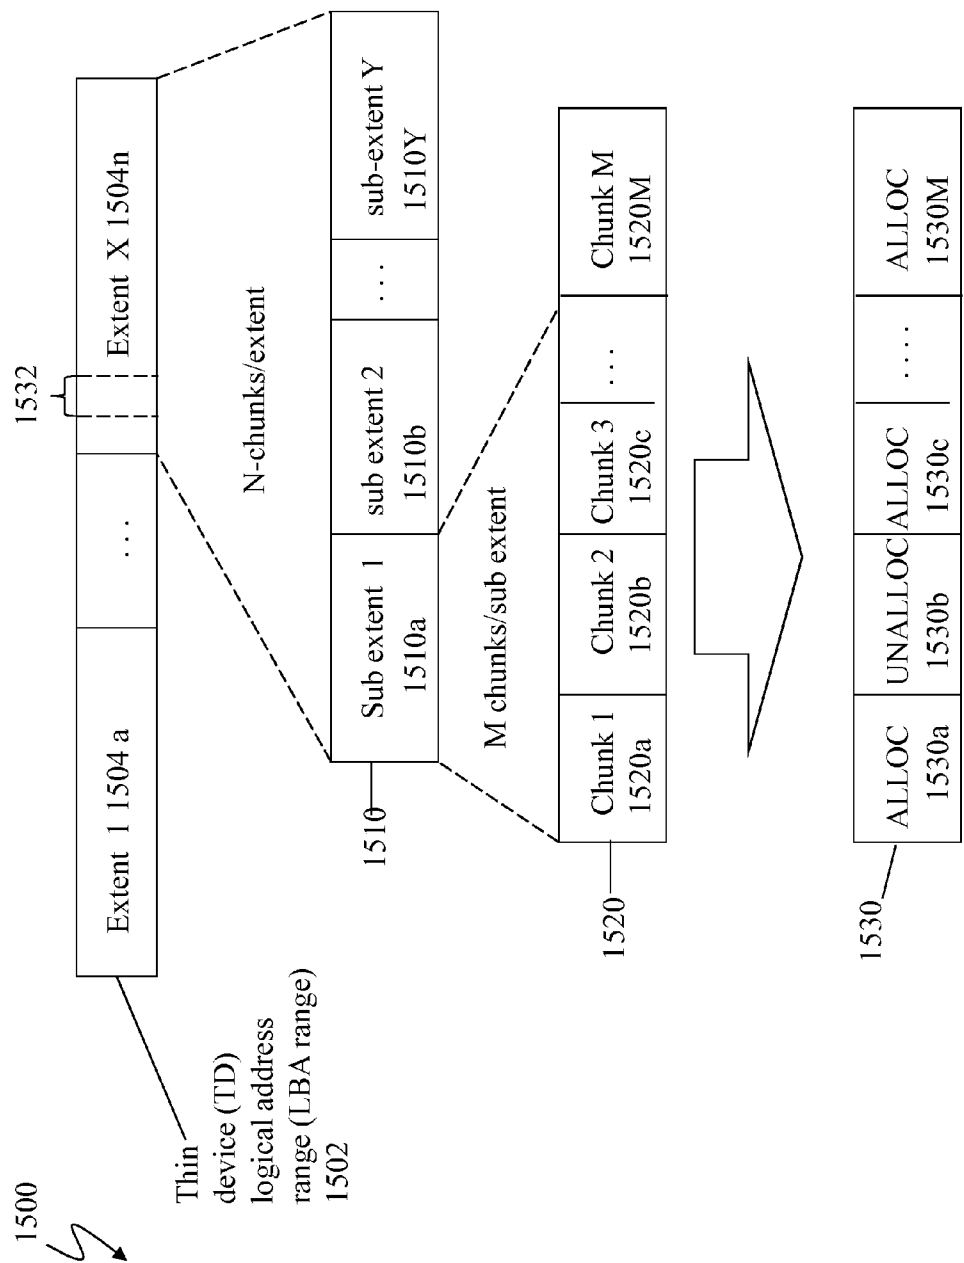 1500
Thin
device (TD)
logical address
range (LBA range)
1502
Extent 1 1504 a
. . .
1532
Extent X 1504n
N-chunks/extent
1510
Sub extent 1
1510a
sub extent 2
1510b
. . .
sub-extent Y
1510Y
M chunks/sub extent
1520
Chunk 1
1520a
Chunk 2
1520b
Chunk 3
1520c
. . .
Chunk M
1520M
1530
ALLOC
1530a
UNALLOC
1530b
ALLOC
1530c
. . . . .
ALLOC
1530M